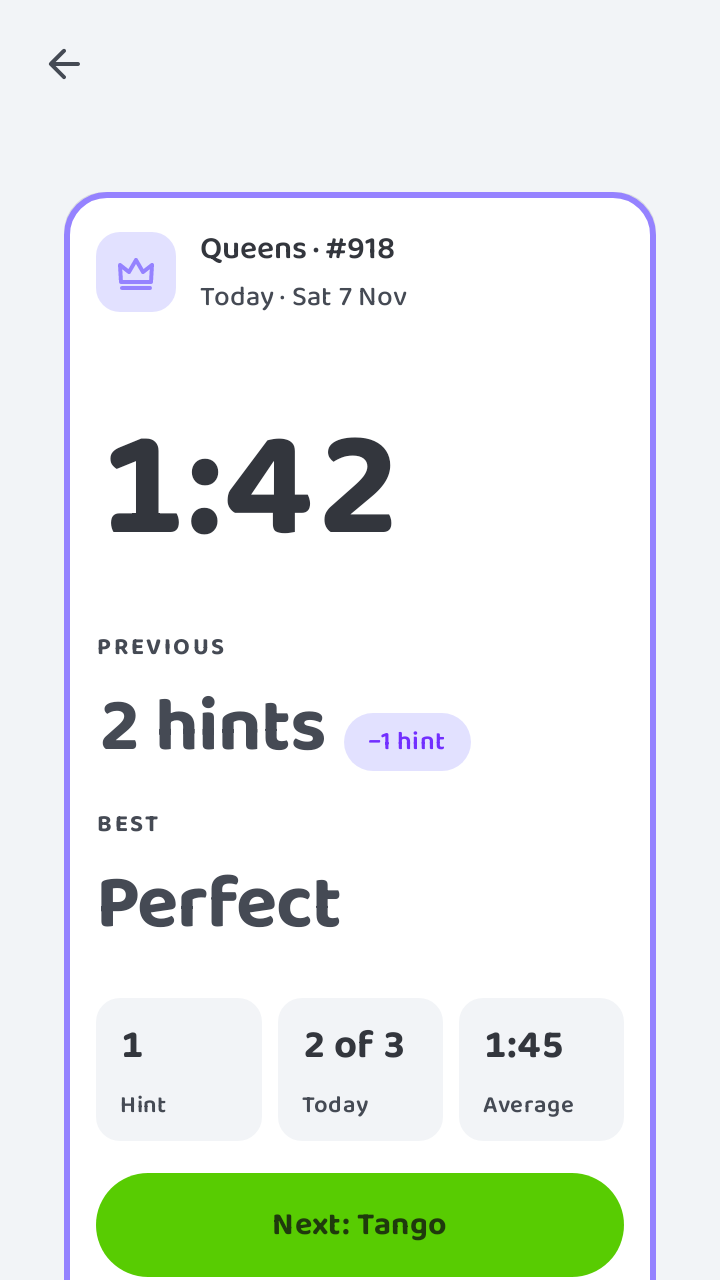 Queens · #918
Today · Sat 7 Nov
1:42
PREVIOUS
2 hints
−1 hint
BEST
Perfect
1
Hint
2 of 3
Today
1:45
Average
Next: Tango